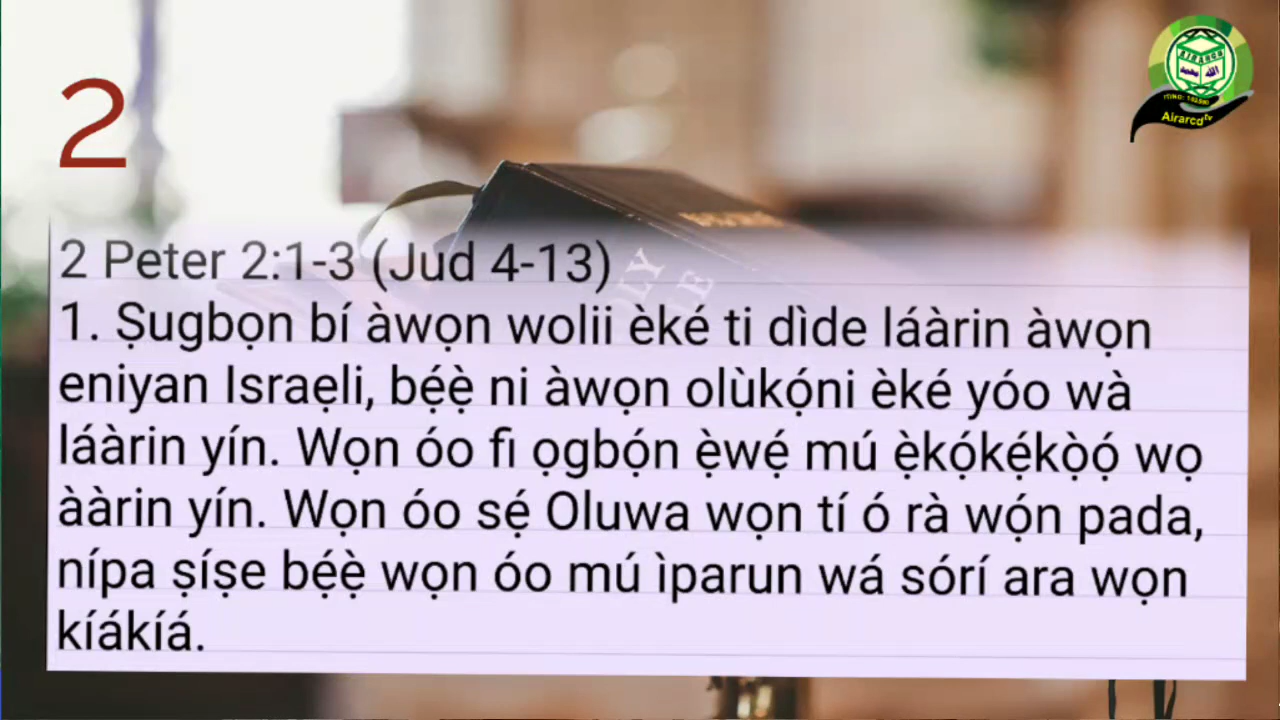 2
2 Peter 2:1-3 (Jud 4-13)
1. Ṣugbọn bí àwọn wolii èké ti dìde láàrin àwọn
eniyan Israẹli, bẹ́ẹ̀ ni àwọn olùkọ́ni èké yóo wà
láàrin yín. Wọn óo fi ọgbọ́n ẹ̀wẹ́ mú ẹ̀kọ́kẹ́kọ̀ọ́ wọ
ààrin yín. Wọn óo sẹ́ Oluwa wọn tí ó rà wọ́n pada,
nípa ṣíṣe bẹ́ẹ̀ wọn óo mú ìparun wá sórí ara wọn
kíákíá.
AIRARCD
Airarcdtv